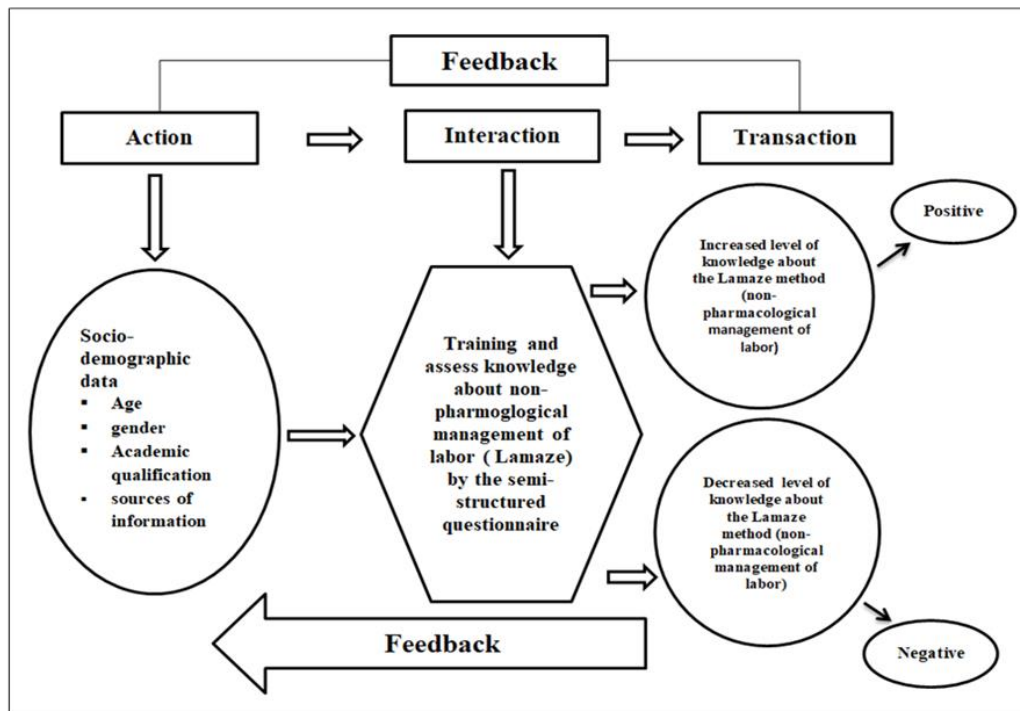 Feedback
Action
Interaction
Transaction
Positive
Increased level of
knowledge about
the Lamaze method
(non-
pharmacological
management of
labor)
Socio-
demographic
data
▪ Age
▪ gender
▪ Academic
qualification
▪ sources of
information
Training and
assess knowledge
about non-
pharmoglogical
management of
labor ( Lamaze)
by the semi-
structured
questionnaire
Decreased level of
knowledge about
the Lamaze
method (non-
pharmacological
management of
labor)
Feedback
Negative